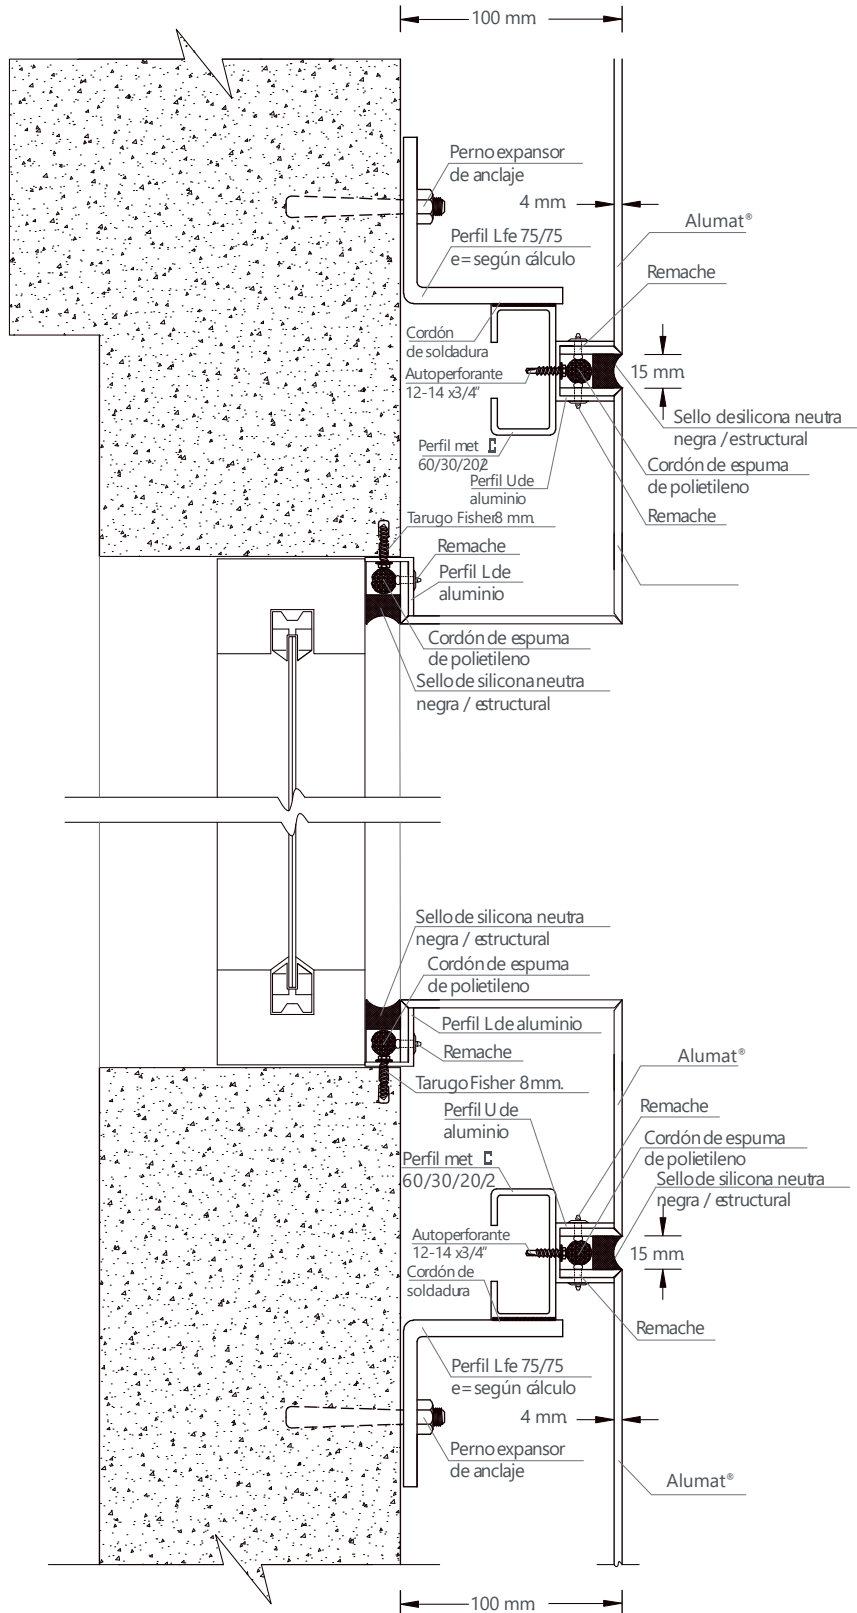 100 mm
Perno expansor
de anclaje
4 mm.
Alumat®
Perfil Lfe 75/75
e= según cálculo
Remache
Cordón
de soldadura
Autoperforante
12-14 x3/4"
15 mm.
Sello de silicona neutra
negra / estructural
Perfil met
60/30/20/2
Cordón de espuma
de polietileno
Perfil U de
aluminio
Tarugo Fisher 8 mm.
Remache
Remache
Perfil L de
aluminio
Cordón de espuma
de polietileno
Sello de silicona neutra
negra / estructural
Sello de silicona neutra
negra / estructural
Cordón de espuma
de polietileno
Perfil L de aluminio
Remache
Alumat®
Tarugo Fisher 8 mm.
Perfil U de
aluminio
Remache
Cordón de espuma
de polietileno
Perfil met
60/30/20/2
Sello de silicona neutra
negra / estructural
Autoperforante
12-14 x3/4"
15 mm.
Cordón de
soldadura
Remache
Perfil Lfe 75/75
e= según cálculo
4 mm.
Perno expansor
de anclaje
Alumat®
100 mm.